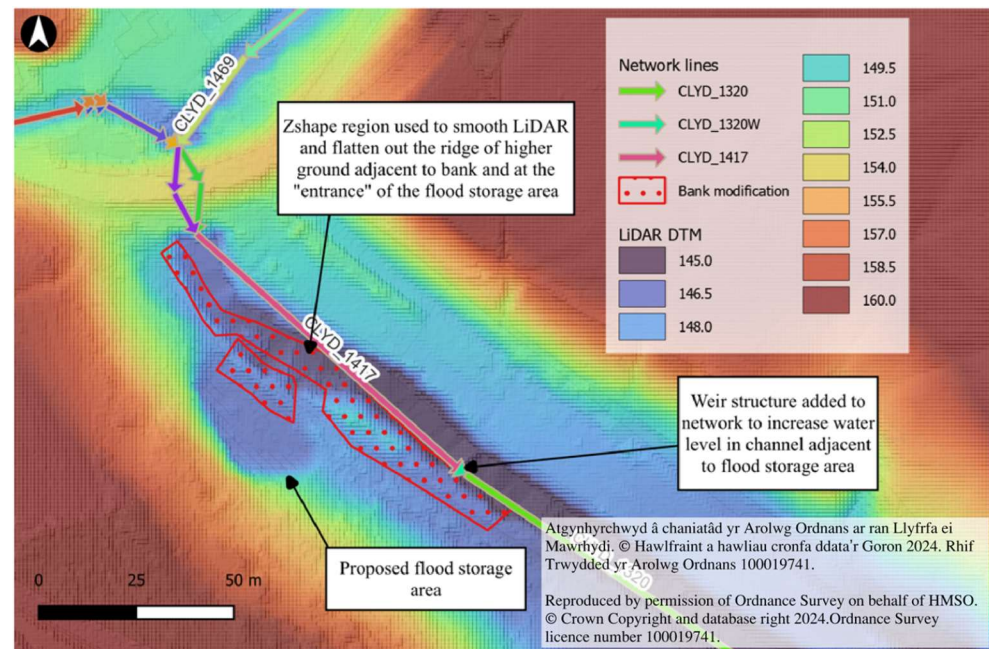 CLYD_1469
Zshape region used to smooth LiDAR
and flatten out the ridge of higher
ground adjacent to bank and at the
"entrance" of the flood storage area
Network lines
CLYD_1320
CLYD_1320W
CLYD_1417
Bank modification
LiDAR DTM
145.0
146.5
148.0
149.5
151.0
152.5
154.0
155.5
157.0
158.5
160.0
CLYD_1417
Weir structure added to
network to increase water
level in channel adjacent
to flood storage area
Proposed flood storage
area
0 25 50 m
CLYD_1320
Atgynhyrchwyd â chaniatâd yr Arolwg Ordnans ar ran Llyfrfa ei
Mawrhydi. © Hawlfraint a hawliau cronfa ddata'r Goron 2024. Rhif
Trwydded yr Arolwg Ordnans 100019741.
Reproduced by permission of Ordnance Survey on behalf of HMSO.
© Crown Copyright and database right 2024.Ordnance Survey
licence number 100019741.